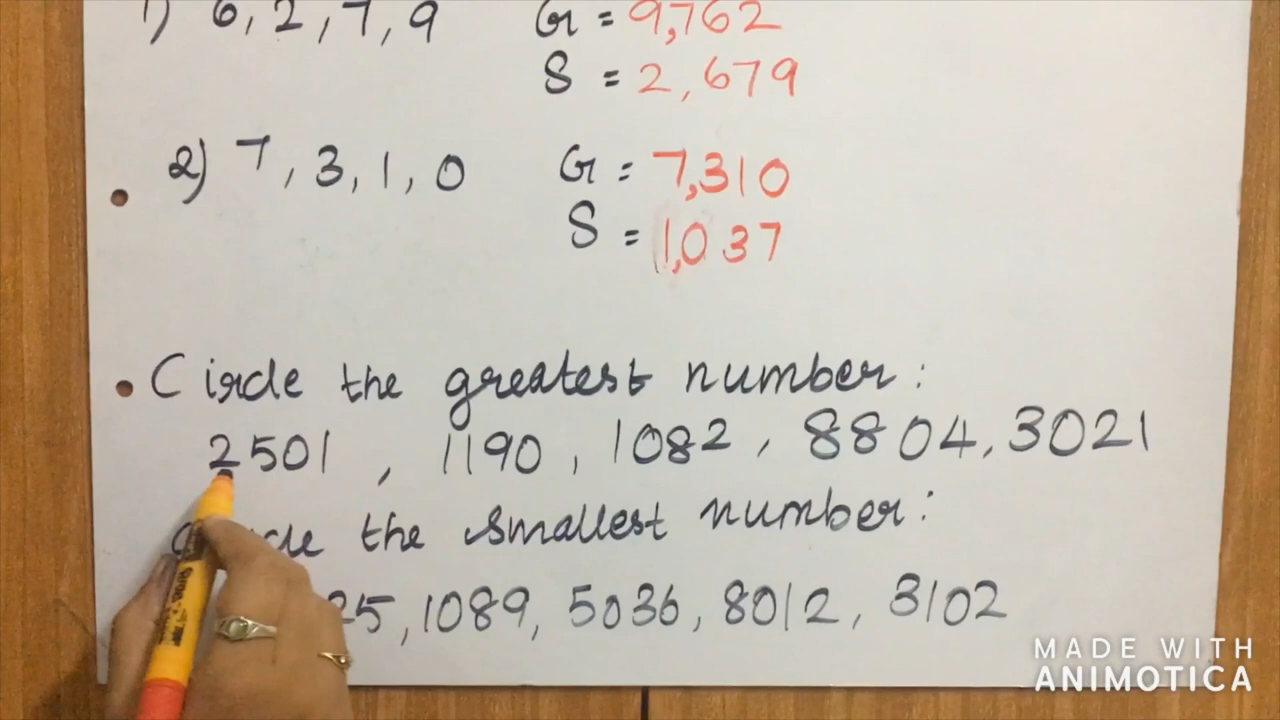 1) 6, 2, 7, 9 G = 9,762
S = 2,679
2) 7, 3, 1, 0 G = 7,310
S = 1,037
• Circle the greatest number:
2501, 1190, 1082, 8804, 3021
the smallest number:
25, 1089, 5036, 8012, 3102
MADE WITH
ANIMOTICA